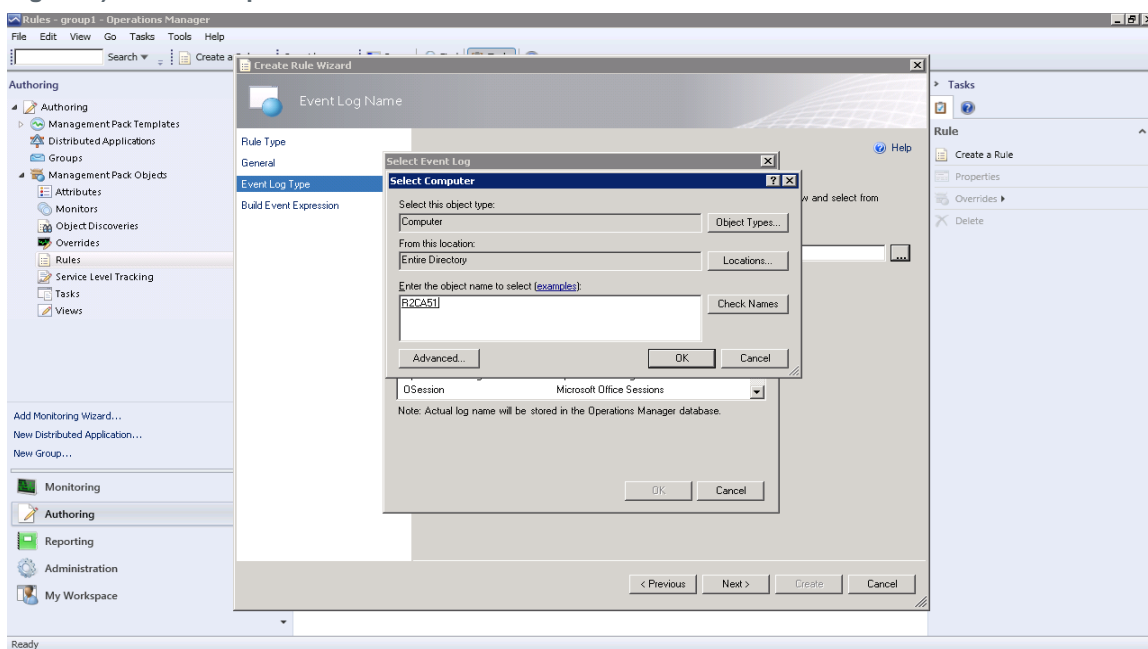 Rules - group1 - Operations Manager
File Edit View Go Tasks Tools Help
Search
Create a
Authoring
Authoring
Management Pack Templates
Distributed Applications
Groups
Management Pack Objects
Attributes
Monitors
Object Discoveries
Overrides
Rules
Service Level Tracking
Tasks
Views
Add Monitoring Wizard...
New Distributed Application...
New Group...
Monitoring
Authoring
Reporting
Administration
My Workspace
Ready
Create Rule Wizard
Event Log Name
Rule Type
General
Event Log Type
Build Event Expression
Help
w and select from
...
Select Event Log
Select Computer
Select this object type:
Computer
Object Types...
From this location:
Entire Directory
Locations...
Enter the object name to select (examples):
R2CA51
Check Names
Advanced...
OK
Cancel
OSession Microsoft Office Sessions
Note: Actual log name will be stored in the Operations Manager database.
OK
Cancel
< Previous
Next >
Create
Cancel
Tasks
Rule
Create a Rule
Properties
Overrides
Delete